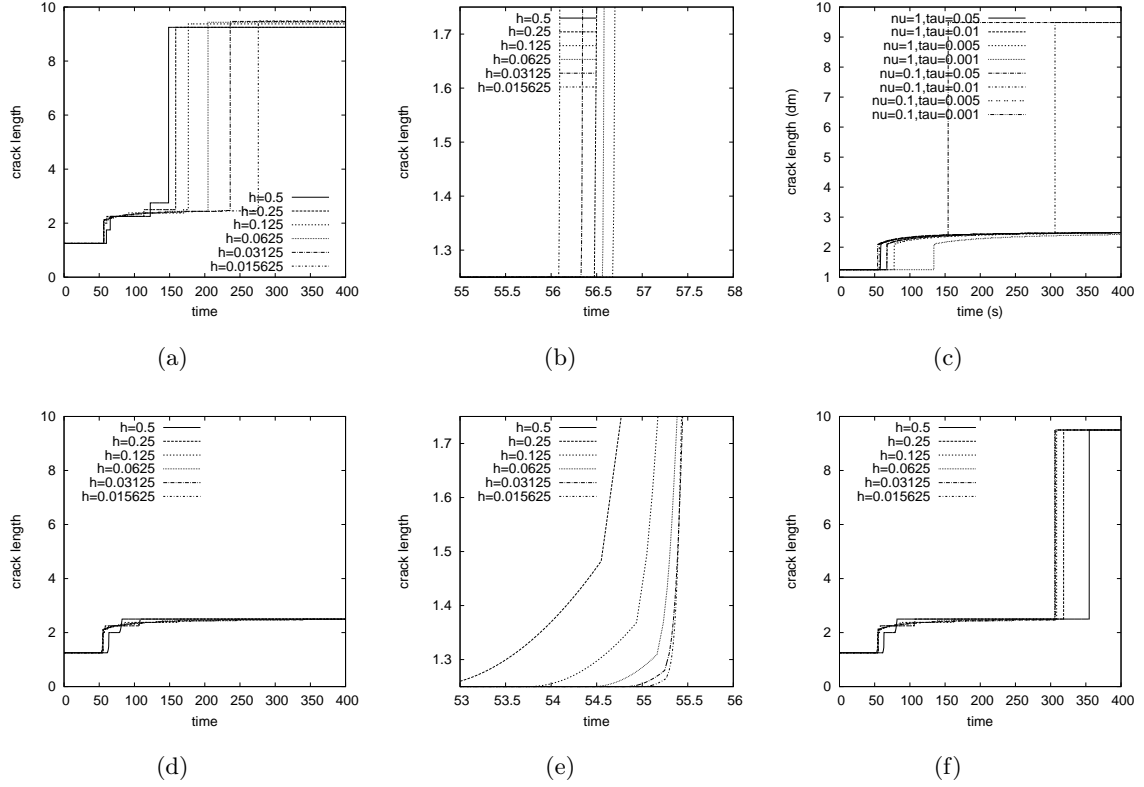 10
8
6
4
2
0
crack length
0 50 100 150 200 250 300 350 400
time
h=0.5
h=0.25
h=0.125
h=0.0625
h=0.03125
h=0.015625
(a)
1.7
1.6
1.5
1.4
1.3
crack length
55 55.5 56 56.5 57 57.5 58
time
h=0.5
h=0.25
h=0.125
h=0.0625
h=0.03125
h=0.015625
(b)
10
9
8
7
6
5
4
3
2
1
crack length (dm)
0 50 100 150 200 250 300 350 400
time (s)
nu=1,tau=0.05
nu=1,tau=0.01
nu=1,tau=0.005
nu=1,tau=0.001
nu=0.1,tau=0.05
nu=0.1,tau=0.01
nu=0.1,tau=0.005
nu=0.1,tau=0.001
(c)
10
8
6
4
2
0
crack length
0 50 100 150 200 250 300 350 400
time
h=0.5
h=0.25
h=0.125
h=0.0625
h=0.03125
h=0.015625
(d)
1.7
1.6
1.5
1.4
1.3
crack length
53 53.5 54 54.5 55 55.5 56
time
h=0.5
h=0.25
h=0.125
h=0.0625
h=0.03125
h=0.015625
(e)
10
8
6
4
2
0
crack length
0 50 100 150 200 250 300 350 400
time
h=0.5
h=0.25
h=0.125
h=0.0625
h=0.03125
h=0.015625
(f)